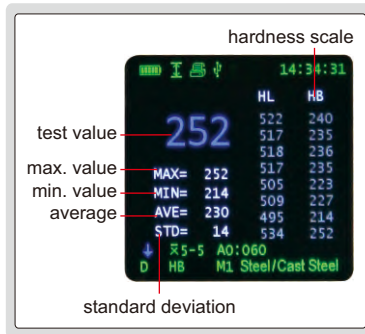 hardness scale
14:34:31
HL HB
522 240
517 235
518 236
517 235
505 223
509 227
495 214
534 252
test value
252
max. value
MAX= 252
min. value
MIN= 214
average
AVE= 230
STD= 14
x̅5-5 A0:060
D HB M1 Steel/Cast Steel
standard deviation